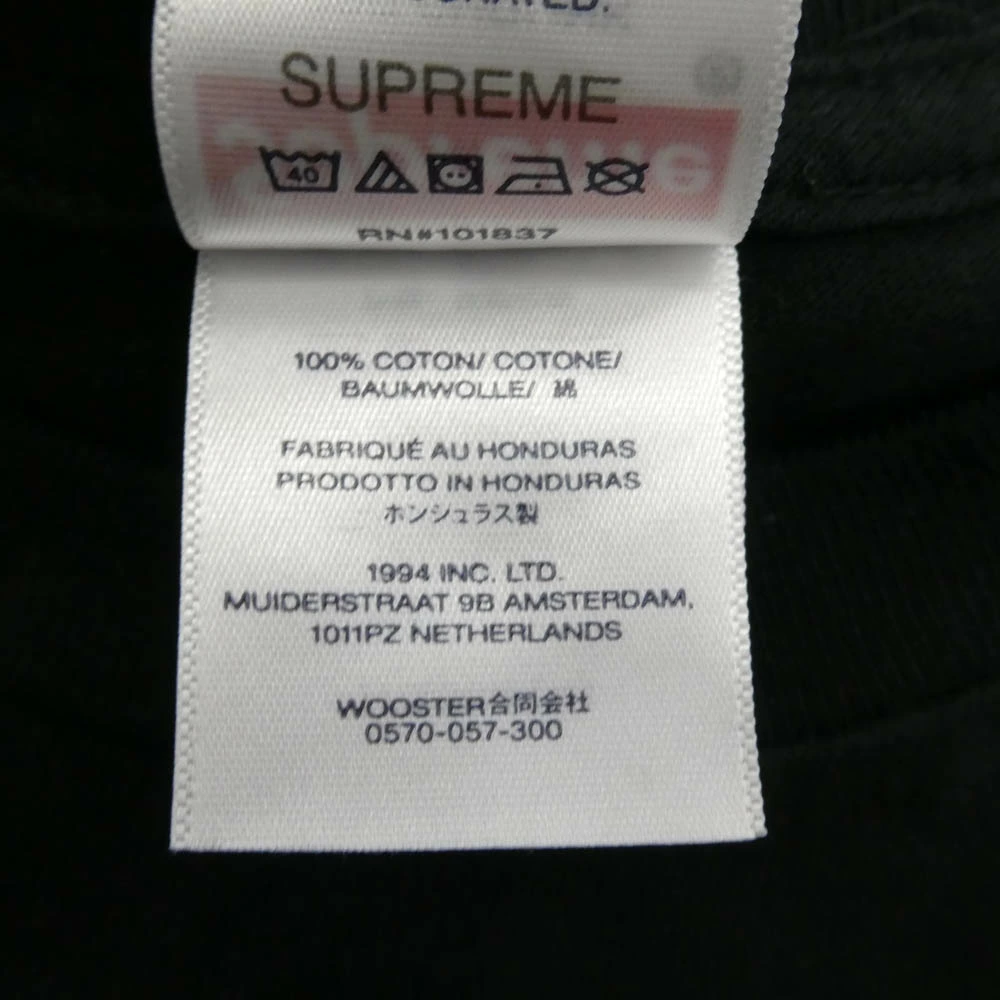 SUPREME
40
RN#101837
100% COTON/ COTONE/
BAUMWOLLE/ 綿
FABRIQUÉ AU HONDURAS
PRODOTTO IN HONDURAS
ホンジュラス製
1994 INC. LTD.
MUIDERSTRAAT 9B AMSTERDAM,
1011PZ NETHERLANDS
WOOSTER合同会社
0570-057-300